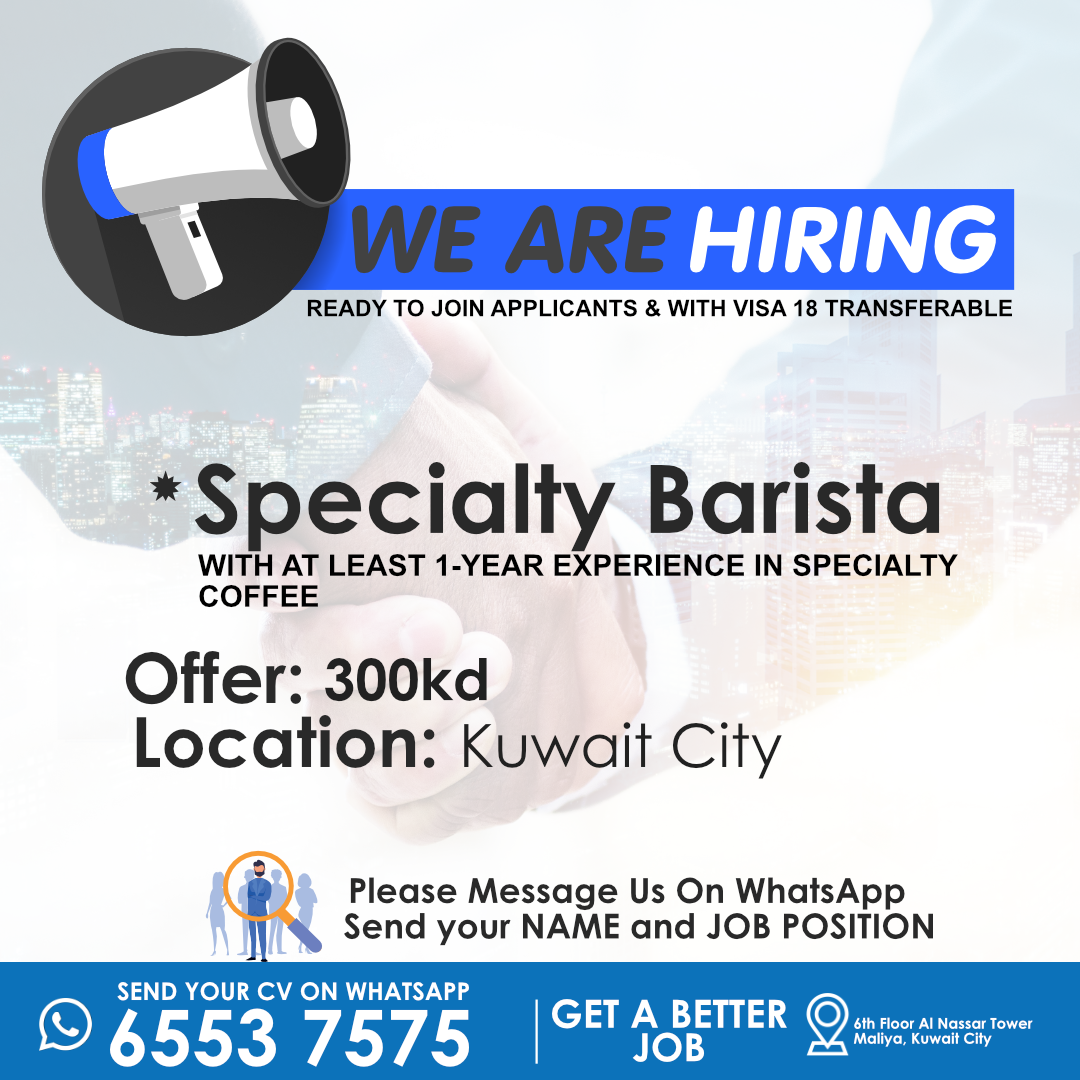 WE ARE HIRING
READY TO JOIN APPLICANTS & WITH VISA 18 TRANSFERABLE
* Specialty Barista
WITH AT LEAST 1-YEAR EXPERIENCE IN SPECIALTY
COFFEE
Offer: 300kd
Location: Kuwait City
Please Message Us On WhatsApp
Send your NAME and JOB POSITION
SEND YOUR CV ON WHATSAPP
6553 7575
GET A BETTER
JOB
6th Floor Al Nassar Tower
Maliya, Kuwait City